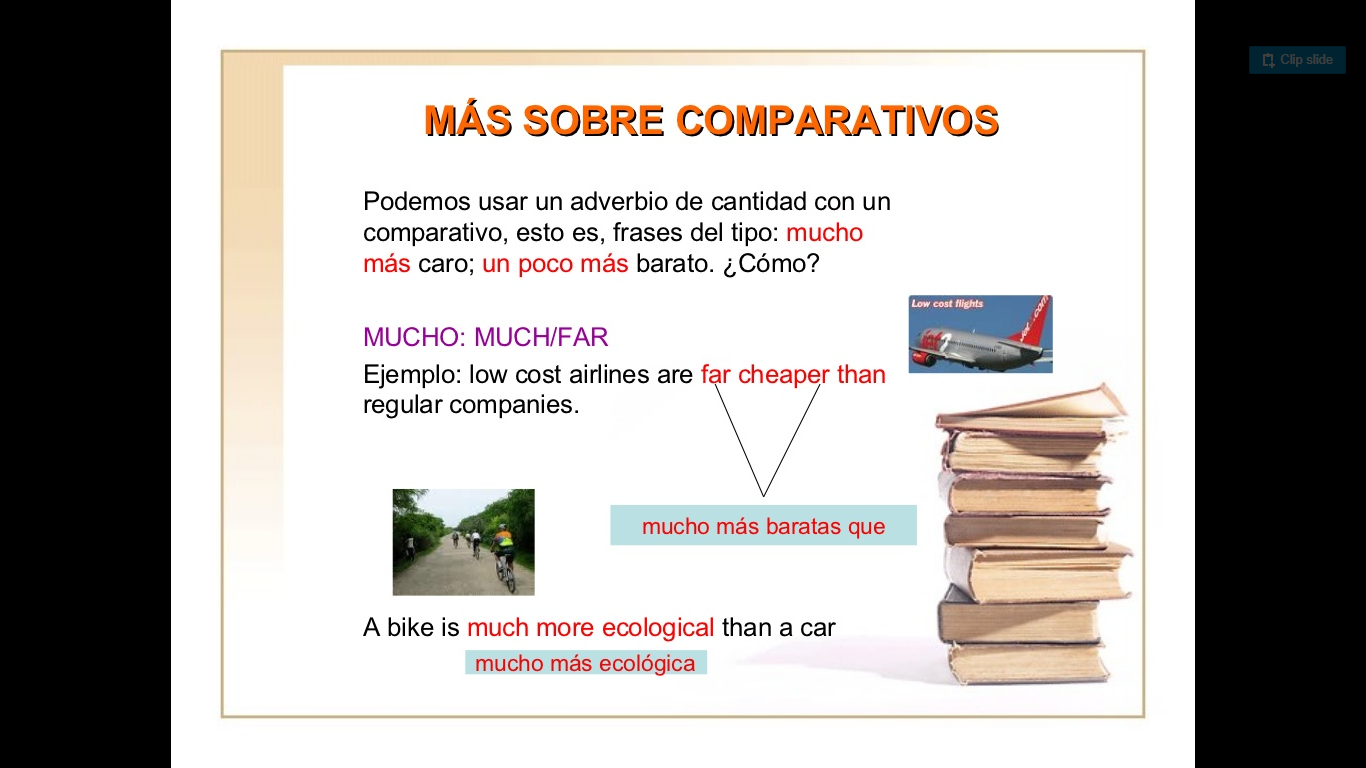 Clip slide
MÁS SOBRE COMPARATIVOS
Podemos usar un adverbio de cantidad con un
comparativo, esto es, frases del tipo: mucho
más caro; un poco más barato. ¿Cómo?
Low cost flights
MUCHO: MUCH/FAR
Ejemplo: low cost airlines are far cheaper than
regular companies.
mucho más baratas que
A bike is much more ecological than a car
mucho más ecológica